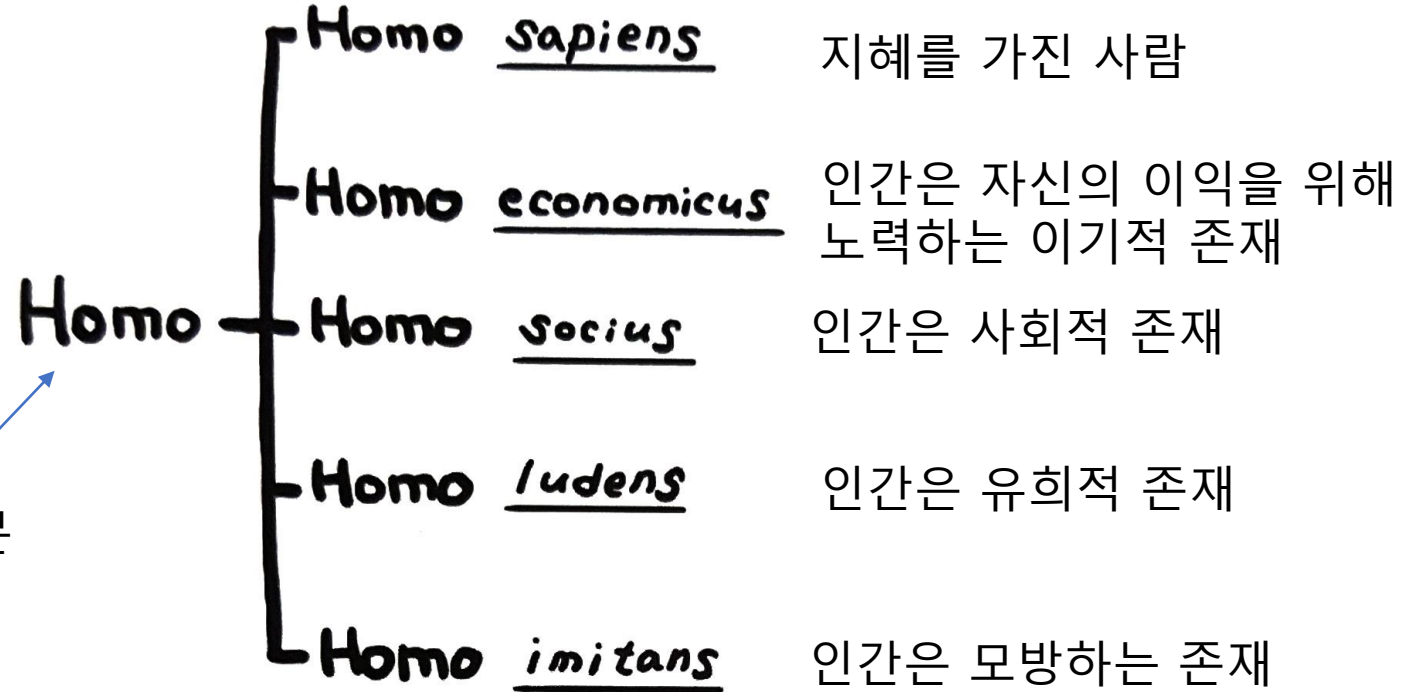 Homo sapiens 지혜를 가진 사람
Homo economicus 인간은 자신의 이익을 위해
노력하는 이기적 존재
Homo
Homo socius 인간은 사회적 존재
Homo ludens 인간은 유희적 존재
Homo imitans 인간은 모방하는 존재